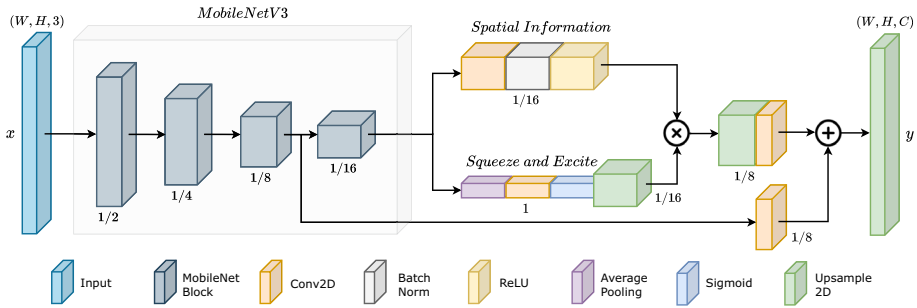 (W, H, 3)
MobileNetV3
Spatial Information
(W, H, C)
x
1/2
1/4
1/8
1/16
1/16
Squeeze and Excite
1
1/16
1/8
1/8
y
Input
MobileNet
Block
Conv2D
Batch
Norm
ReLU
Average
Pooling
Sigmoid
Upsample
2D